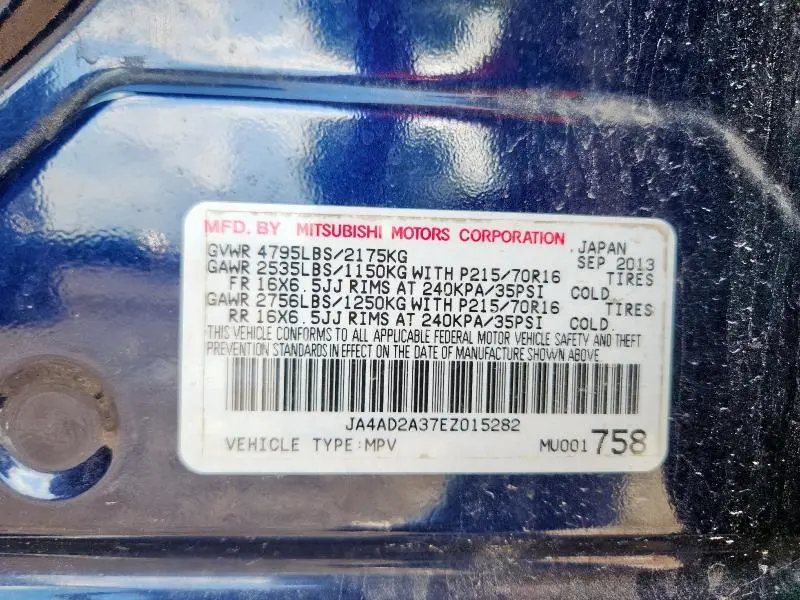 MFD. BY MITSUBISHI MOTORS CORPORATION JAPAN
GVWR 4795LBS/2175KG SEP 2013
GAWR 2535LBS/1150KG WITH P215/70R16 TIRES
FR 16X6.5JJ RIMS AT 240KPA/35PSI COLD
GAWR 2756LBS/1250KG WITH P215/70R16 TIRES
RR 16X6.5JJ RIMS AT 240KPA/35PSI COLD
THIS VEHICLE CONFORMS TO ALL APPLICABLE FEDERAL MOTOR VEHICLE SAFETY AND THEFT
PREVENTION STANDARDS IN EFFECT ON THE DATE OF MANUFACTURE SHOWN ABOVE.
JA4AD2A37EZ015282
VEHICLE TYPE:MPV MU001758